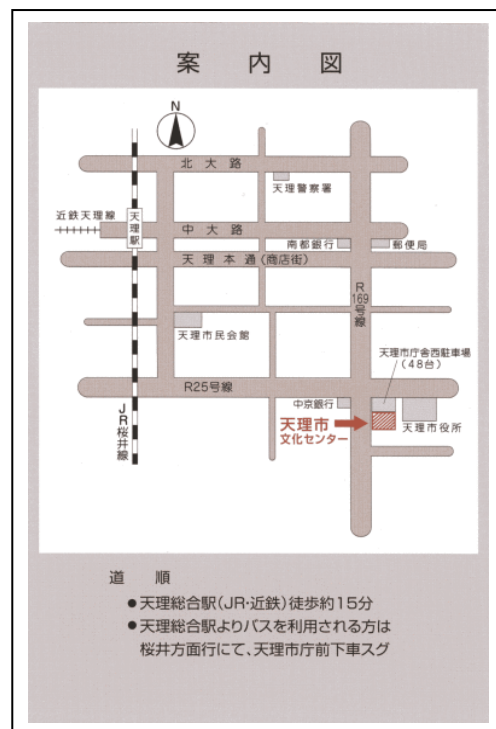 案内図
N
北大路
天理警察署
近鉄天理線
天理駅
中大路
南都銀行
郵便局
天理本通(商店街)
R169号線
天理市民会館
天理市庁舎西駐車場
(48台)
R25号線
中京銀行
JR桜井線
天理市
文化センター
天理市役所
道順
●天理総合駅(JR・近鉄)徒歩約15分
●天理総合駅よりバスを利用される方は
桜井方面行にて、天理市庁前下車スグ